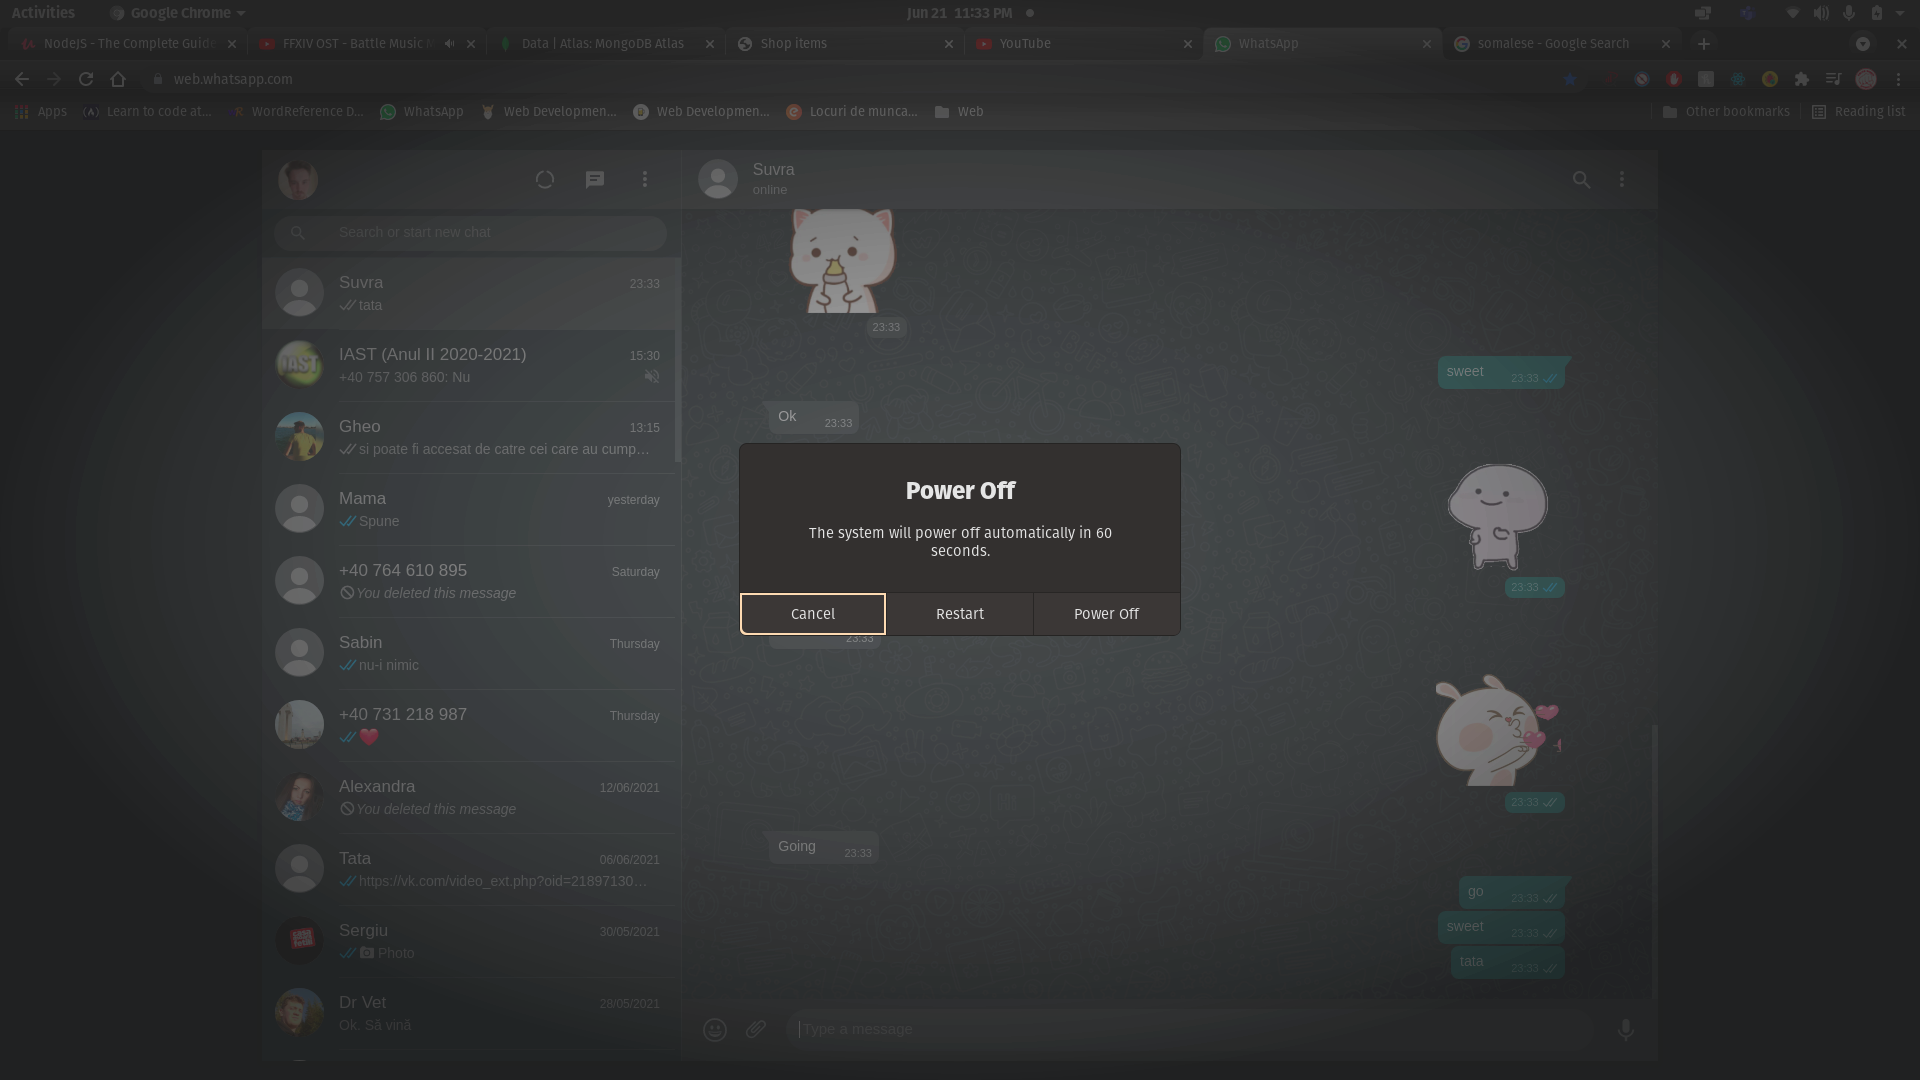 Activities
Google Chrome
Jun 21 11:33 PM
NodeJS - The Complete Guide
FFXIV OST - Battle Music
Data | Atlas: MongoDB Atlas
Shop items
YouTube
WhatsApp
somalese - Google Search
web.whatsapp.com
Apps
Learn to code at...
WordReference D...
WhatsApp
Web Developmen...
Web Developmen...
Locuri de munca...
Web
Other bookmarks
Reading list
Search or start new chat
Suvra 23:33
tata
IAST (Anul II 2020-2021) 15:30
+40 757 306 860: Nu
Gheo 13:15
si poate fi accesat de catre cei care au cump...
Mama yesterday
Spune
+40 764 610 895 Saturday
You deleted this message
Sabin Thursday
nu-i nimic
+40 731 218 987 Thursday
Alexandra 12/06/2021
You deleted this message
Tata 06/06/2021
https://vk.com/video_ext.php?oid=21897130...
Sergiu 30/05/2021
Photo
Dr Vet 28/05/2021
Ok. Să vină
Suvra
online
23:33
sweet 23:33
Ok 23:33
Power Off
The system will power off automatically in 60
seconds.
Cancel
Restart
Power Off
23:33
23:33
23:33
Going 23:33
go 23:33
sweet 23:33
tata 23:33
Type a message